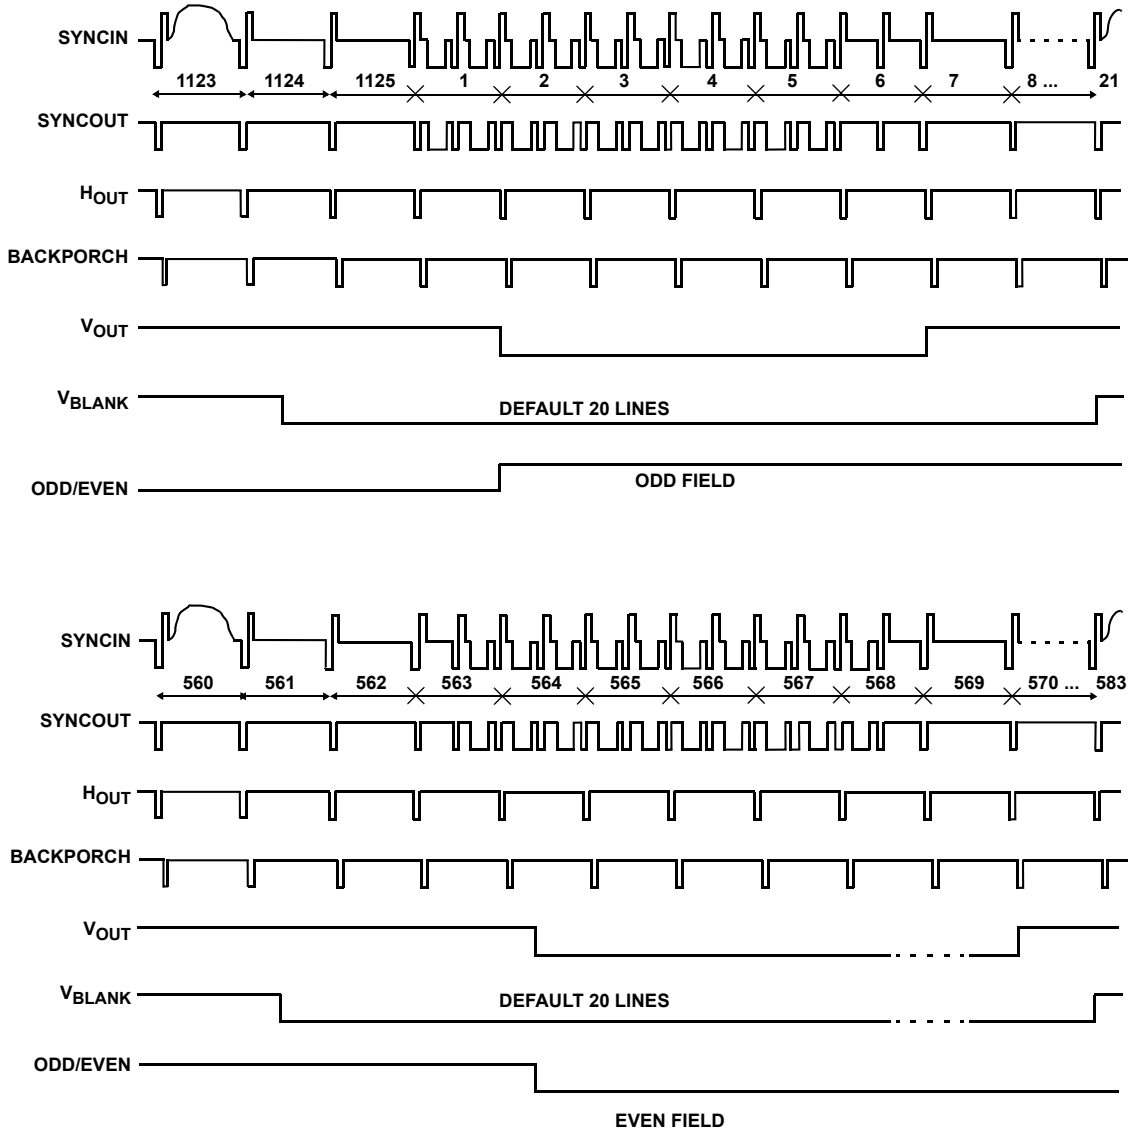 SYNCIN
1123 1124 1125 1 2 3 4 5 6 7 8 ... 21
SYNCOUT
HOUT
BACKPORCH
VOUT
VBLANK
DEFAULT 20 LINES
ODD/EVEN
ODD FIELD
SYNCIN
560 561 562 563 564 565 566 567 568 569 570 ... 583
SYNCOUT
HOUT
BACKPORCH
VOUT
VBLANK
DEFAULT 20 LINES
ODD/EVEN
EVEN FIELD